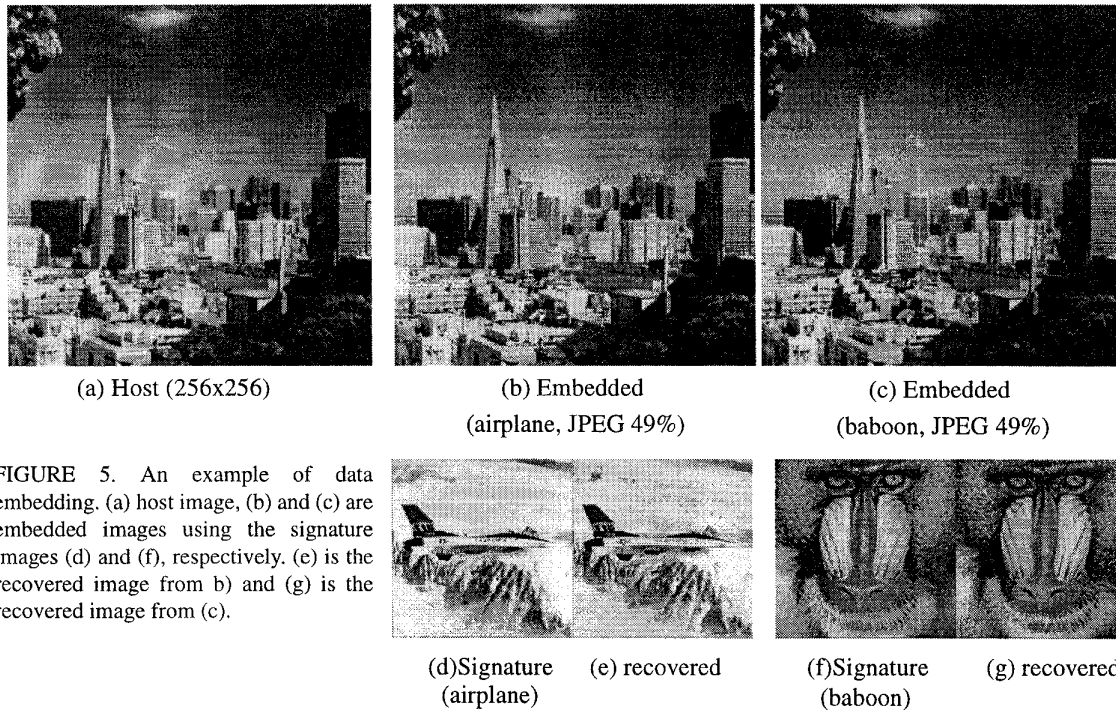 (a) Host (256x256)
(b) Embedded
(airplane, JPEG 49%)
(c) Embedded
(baboon, JPEG 49%)
FIGURE 5. An example of data
embedding. (a) host image, (b) and (c) are
embedded images using the signature
images (d) and (f), respectively. (e) is the
recovered image from b) and (g) is the
recovered image from (c).
(d)Signature
(airplane)
(e) recovered
(f)Signature
(baboon)
(g) recovered